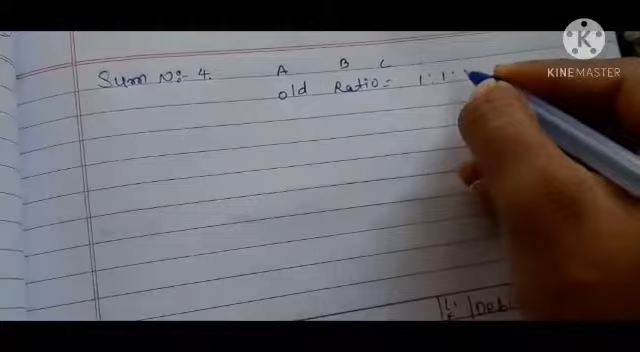 KINEMASTER
A B C
Sum No:- 4.
old Ratio= 1:1: